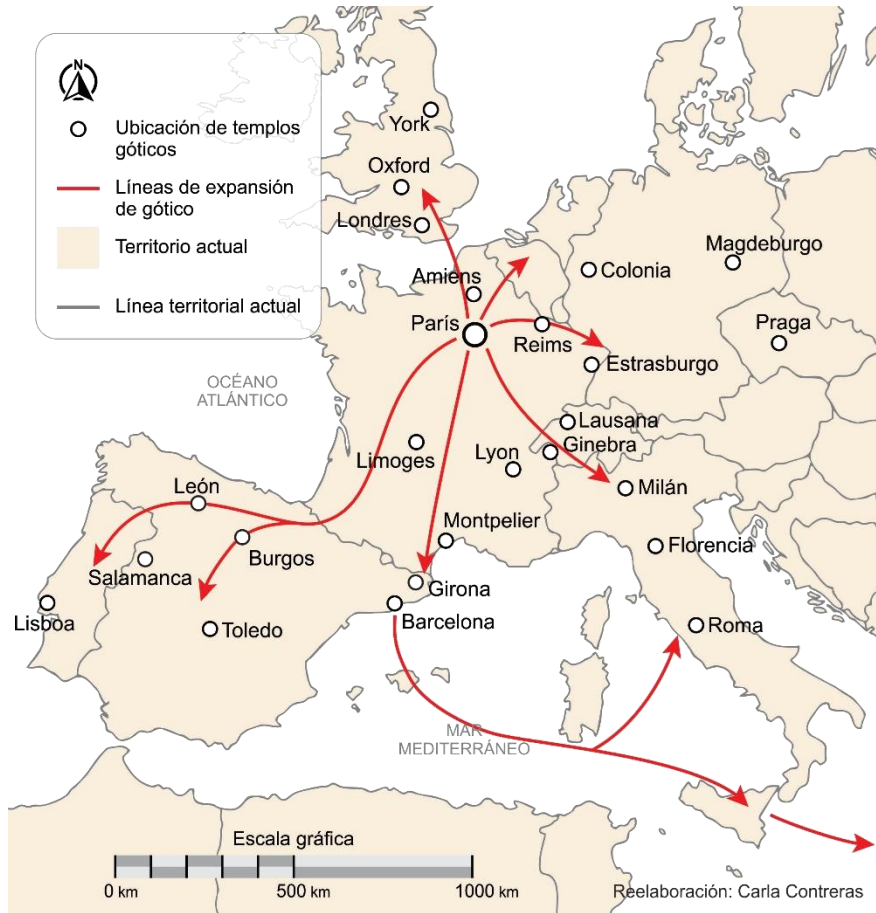 N
Ubicación de templos
góticos
Líneas de expansión
de gótico
Territorio actual
Línea territorial actual
York
Oxford
Londres
Amiens
Colonia
Magdeburgo
París
Reims
Praga
Estrasburgo
OCÉANO
ATLÁNTICO
Lausana
Ginebra
Limoges
Lyon
Milán
León
Montpelier
Burgos
Florencia
Salamanca
Girona
Lisboa
Toledo
Barcelona
Roma
MAR
MEDITERRÁNEO
Escala gráfica
0 km 500 km 1000 km
Reelaboración: Carla Contreras